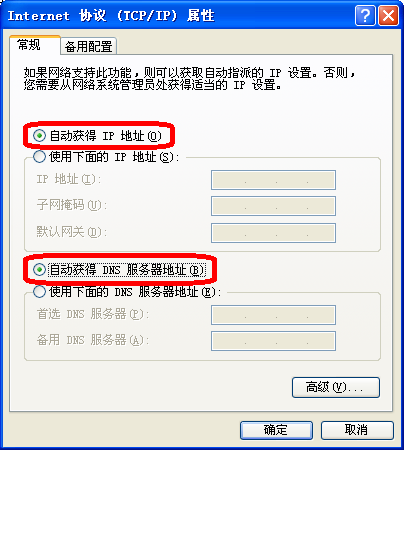 Internet 协议 (TCP/IP) 属性
常规
备用配置
如果网络支持此功能，则可以获取自动指派的 IP 设置。否则，
您需要从网络系统管理员处获得适当的 IP 设置。
自动获得 IP 地址(O)
使用下面的 IP 地址(S):
IP 地址(I):
子网掩码(U):
默认网关(D):
自动获得 DNS 服务器地址(B)
使用下面的 DNS 服务器地址(E):
首选 DNS 服务器(P):
备用 DNS 服务器(A):
高级(V)...
确定
取消